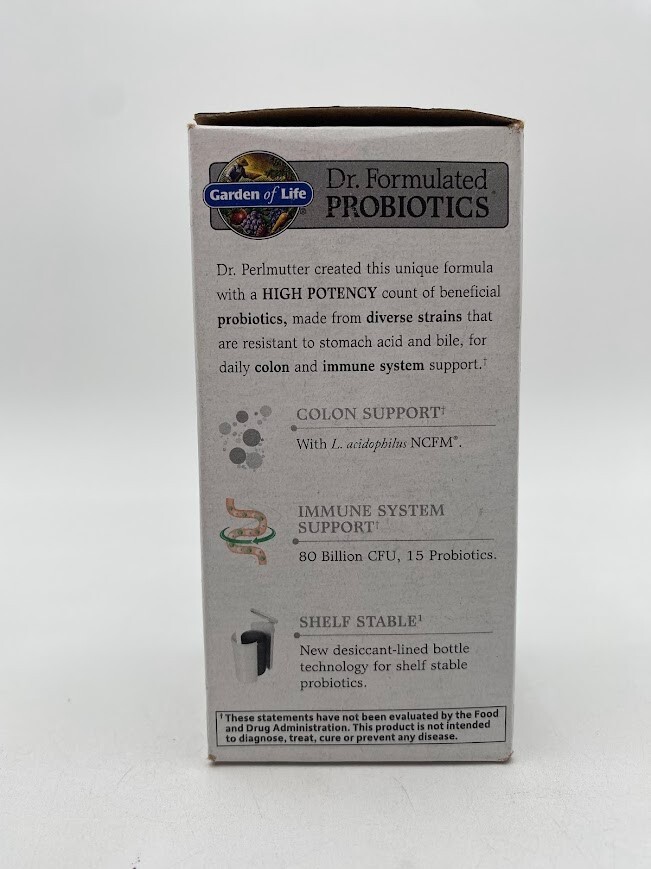 Garden of Life®
Dr. Formulated
PROBIOTICS®
Dr. Perlmutter created this unique formula
with a HIGH POTENCY count of beneficial
probiotics, made from diverse strains that
are resistant to stomach acid and bile, for
daily colon and immune system support.†
COLON SUPPORT†
With L. acidophilus NCFM®.
IMMUNE SYSTEM
SUPPORT†
80 Billion CFU, 15 Probiotics.
SHELF STABLE¹
New desiccant-lined bottle
technology for shelf stable
probiotics.
†These statements have not been evaluated by the Food
and Drug Administration. This product is not intended
to diagnose, treat, cure or prevent any disease.